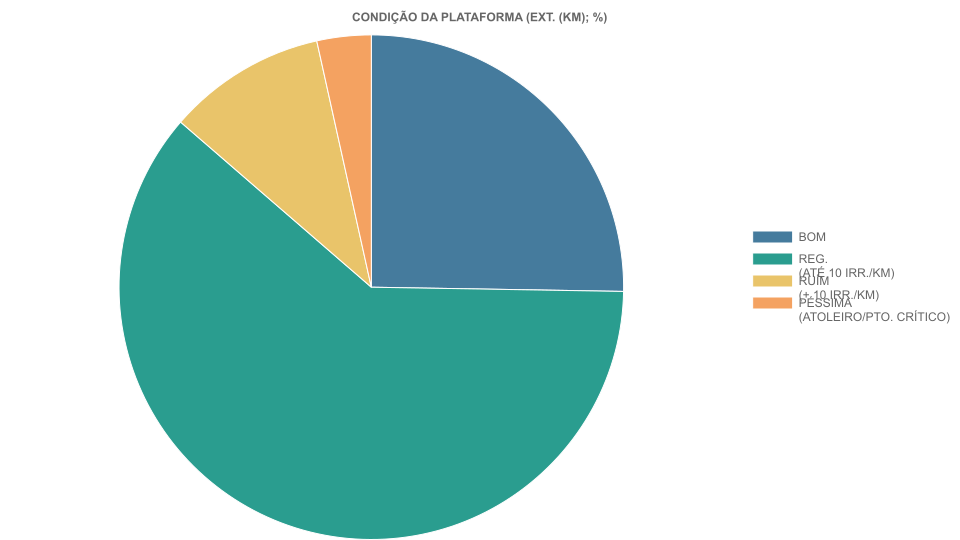 CONDIÇÃO DA PLATAFORMA (EXT. (KM); %)
BOM
REG.
(ATÉ 10 IRR./KM)
RUIM
(+ 10 IRR./KM)
PÉSSIMA
(ATOLEIRO/PTO. CRÍTICO)